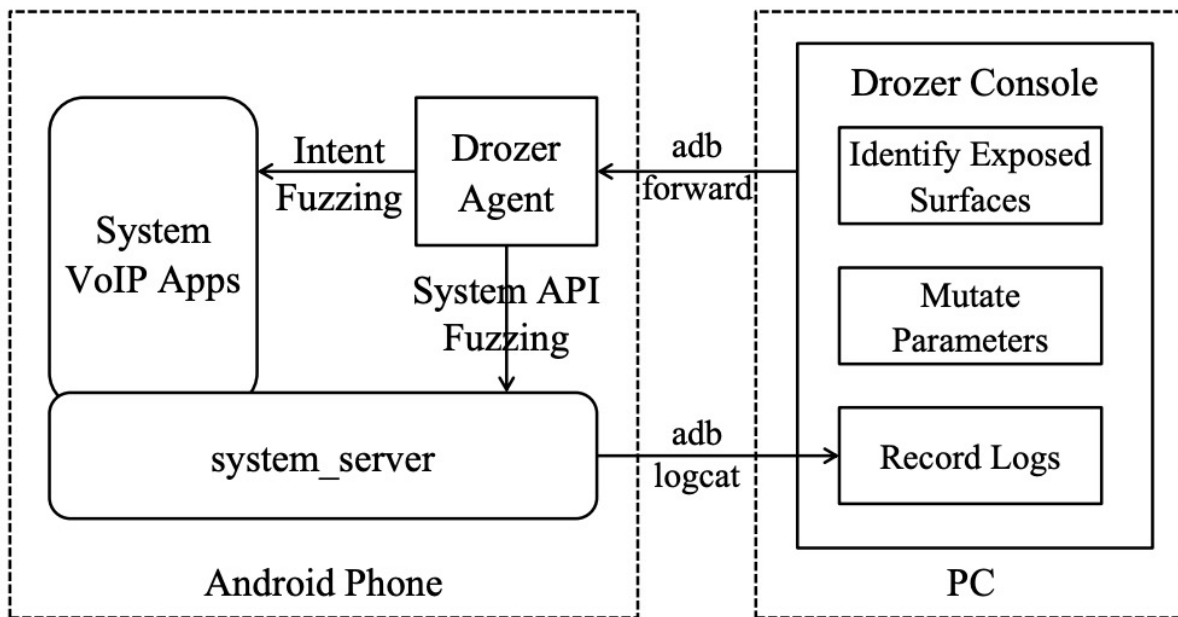 System
VoIP Apps
Intent
Fuzzing
Drozer
Agent
System API
Fuzzing
system_server
Android Phone
adb
forward
adb
logcat
Drozer Console
Identify Exposed
Surfaces
Mutate
Parameters
Record Logs
PC